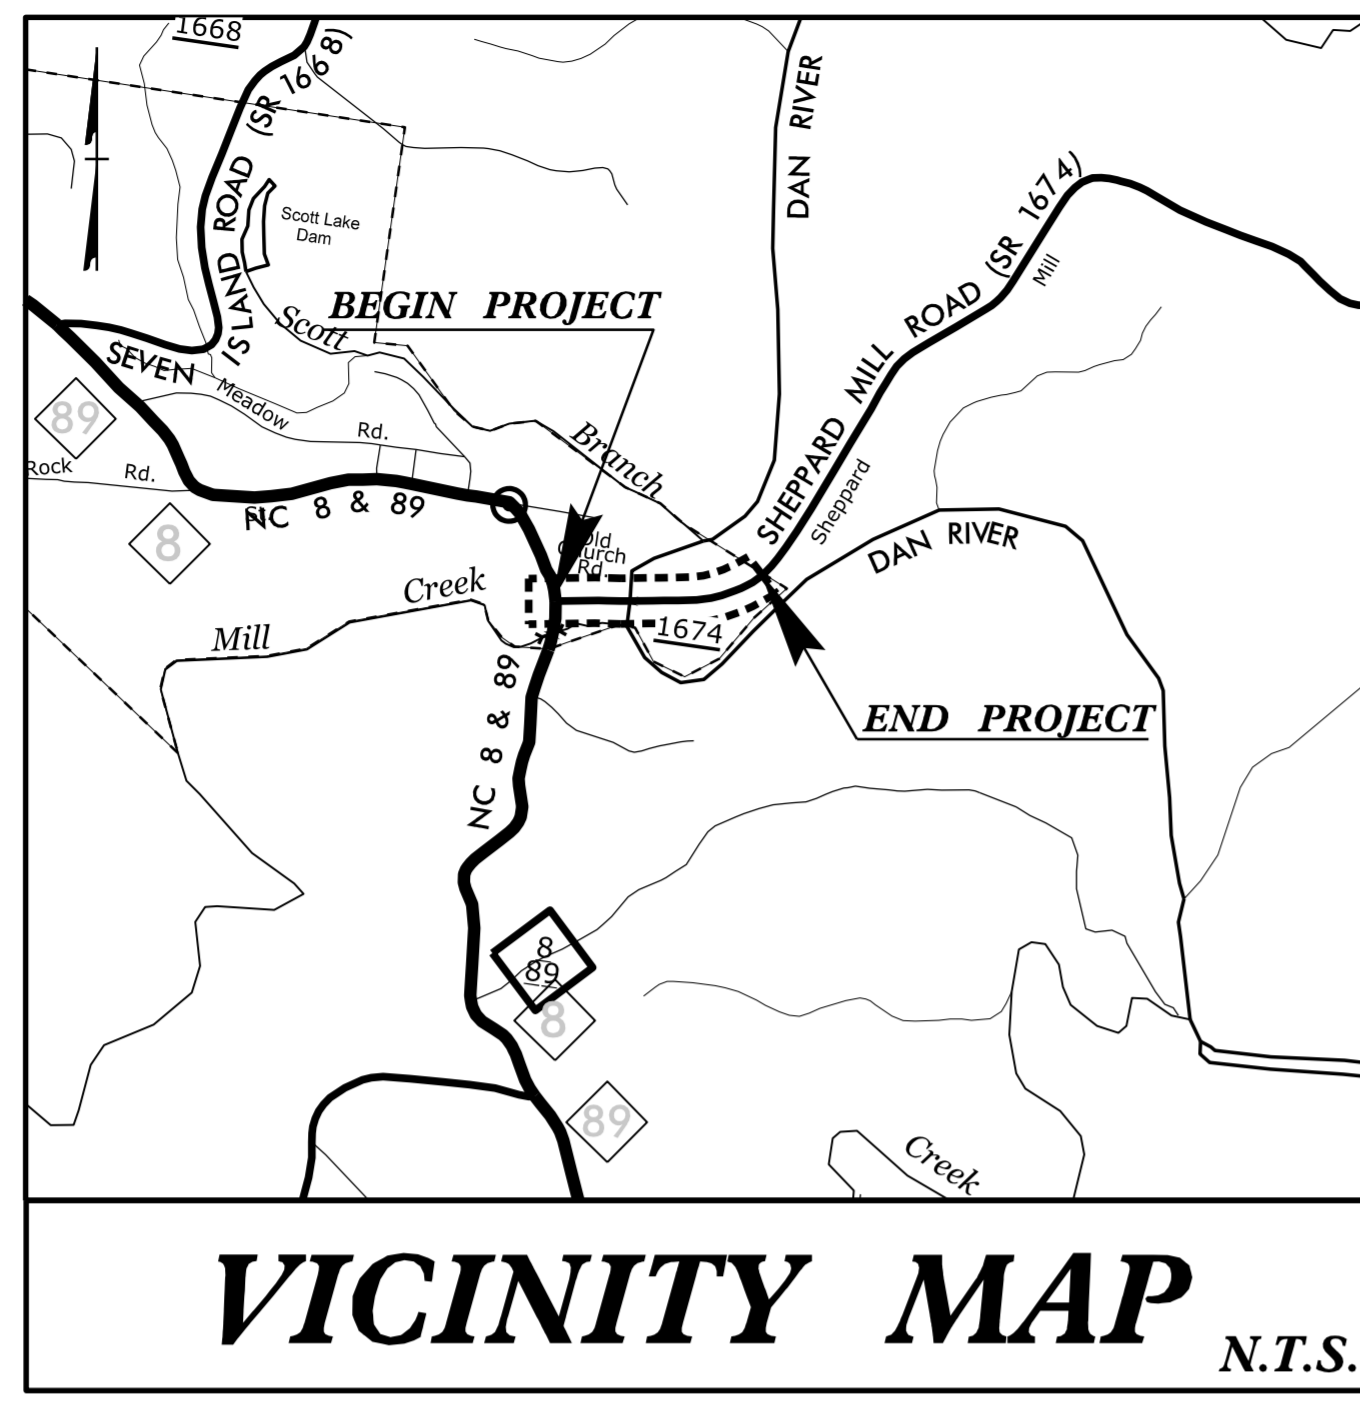 1668
SEVEN ISLAND ROAD (SR 1668)
DAN RIVER
Scott Lake
Dam
SHEPPARD MILL ROAD (SR 1674)
Sheppard Mill
BEGIN PROJECT
Scott Branch
Meadow Rd.
89
Rock Rd.
NC 8 & 89
8
Old
Church
Rd.
DAN RIVER
Mill Creek
1674
NC 8 & 89
END PROJECT
8
89
8
89
Creek
VICINITY MAP
N.T.S.